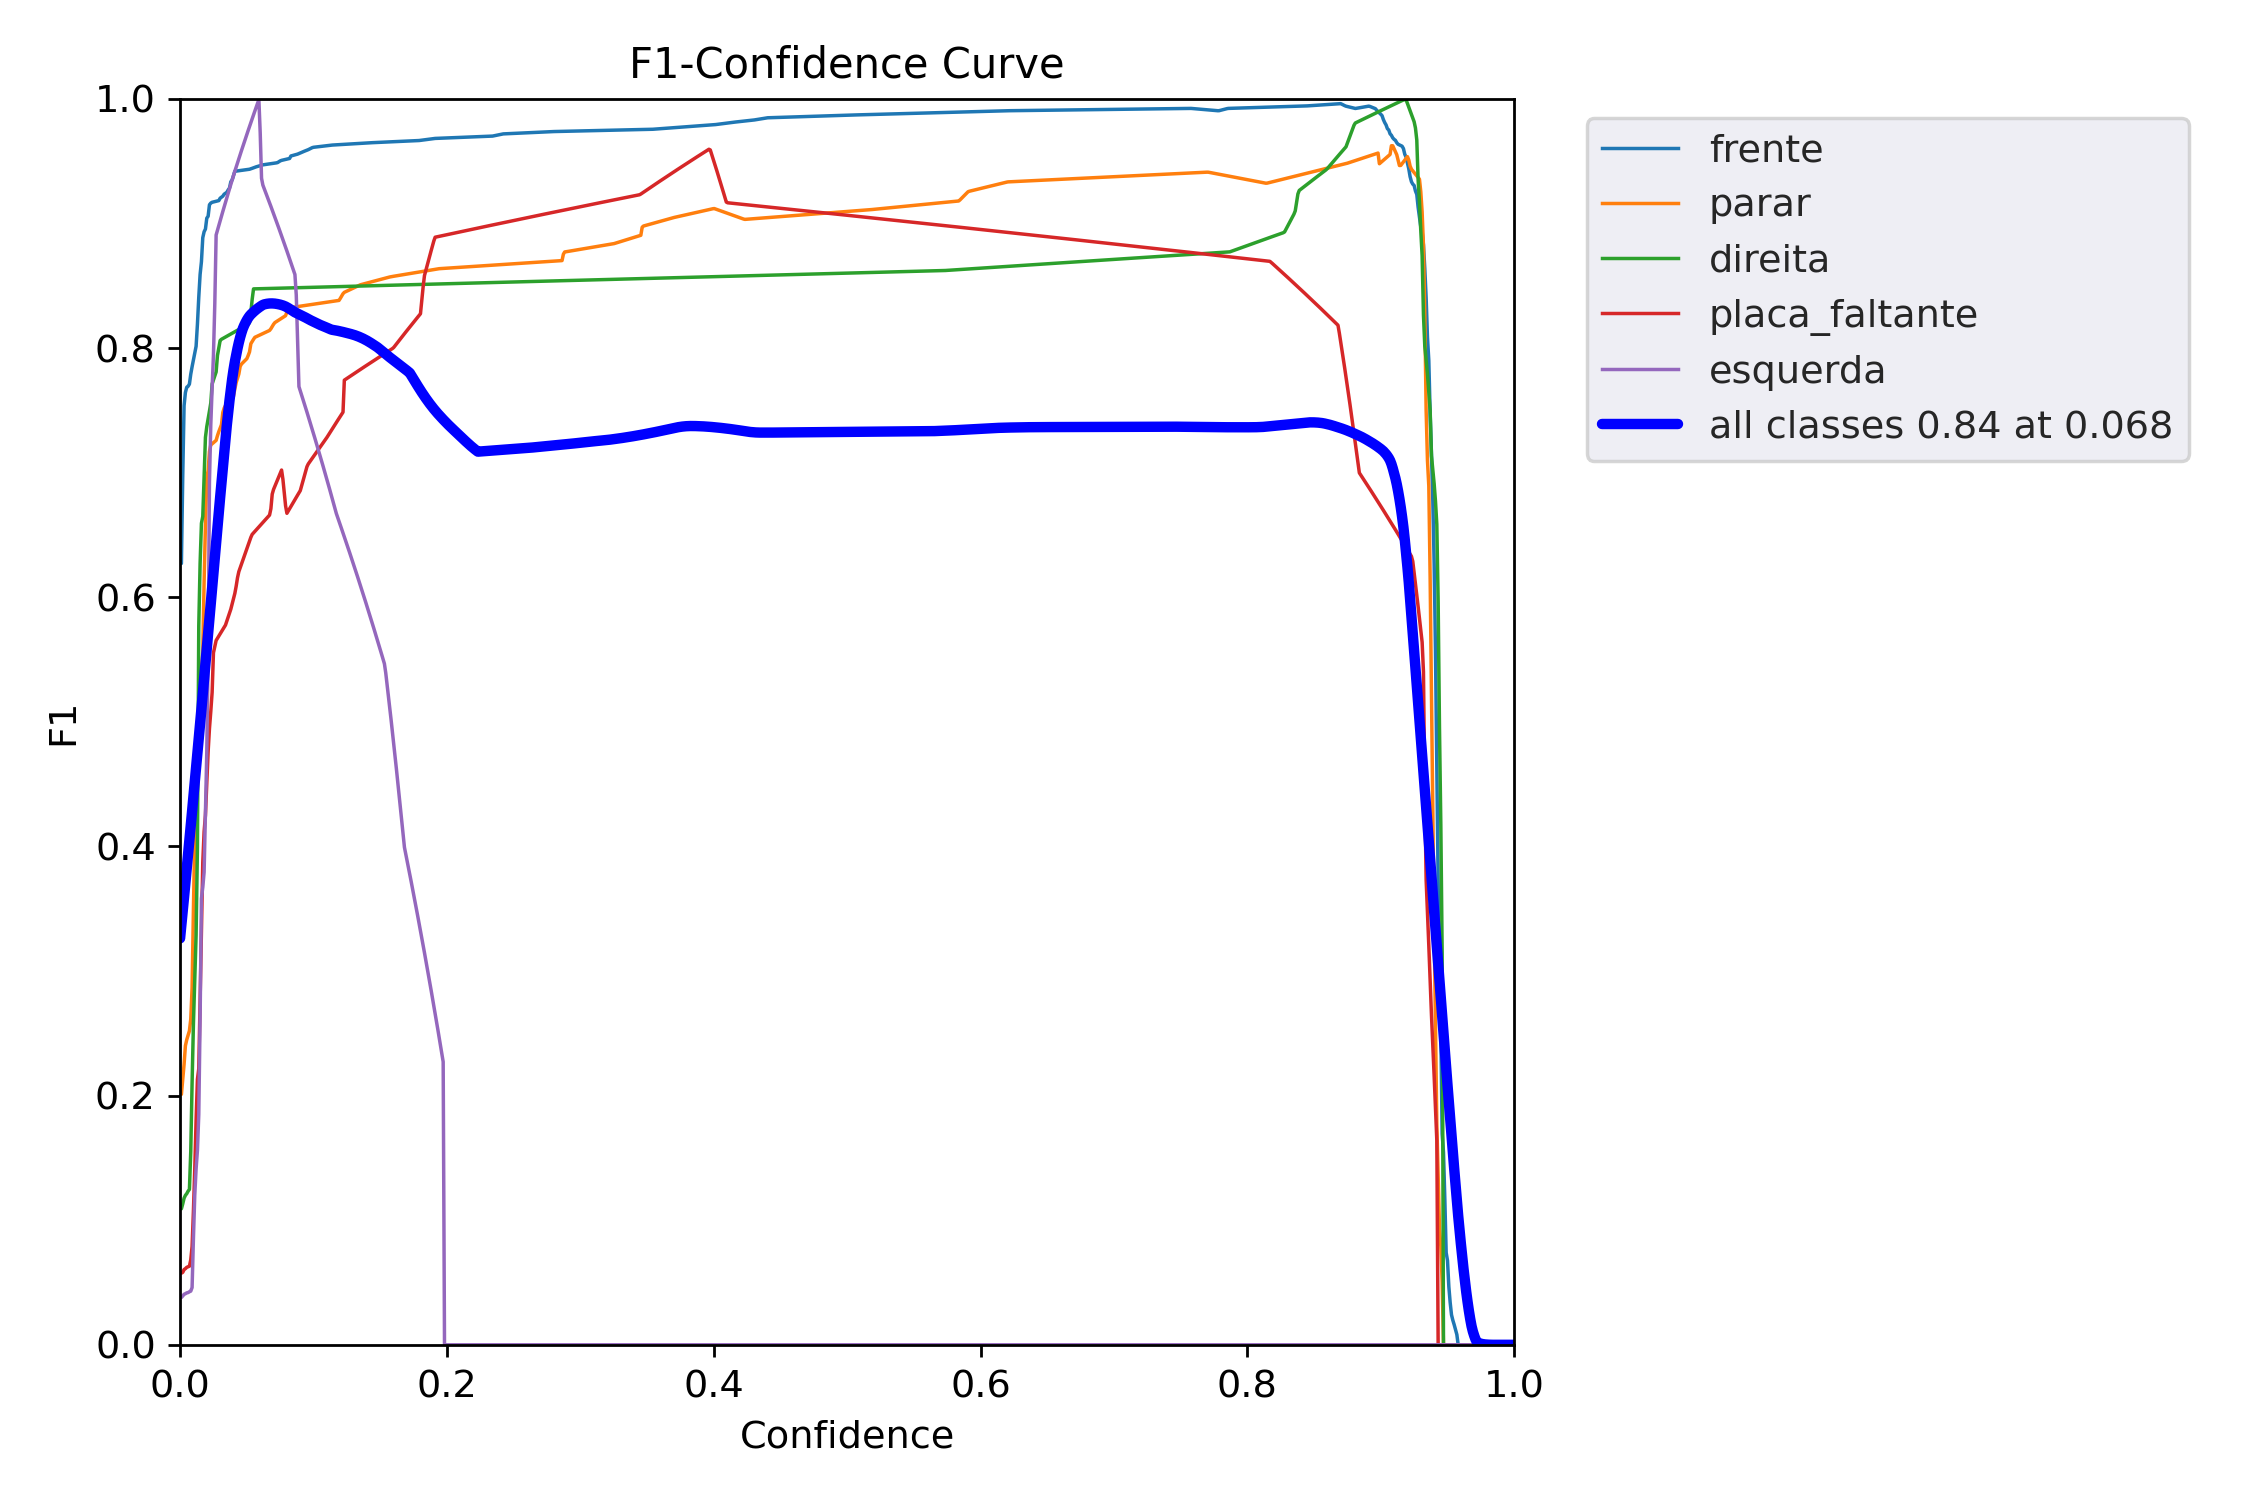 F1-Confidence Curve
1.0
0.8
0.6
0.4
0.2
0.0
F1
0.0 0.2 0.4 0.6 0.8 1.0
Confidence
frente
parar
direita
placa_faltante
esquerda
all classes 0.84 at 0.068